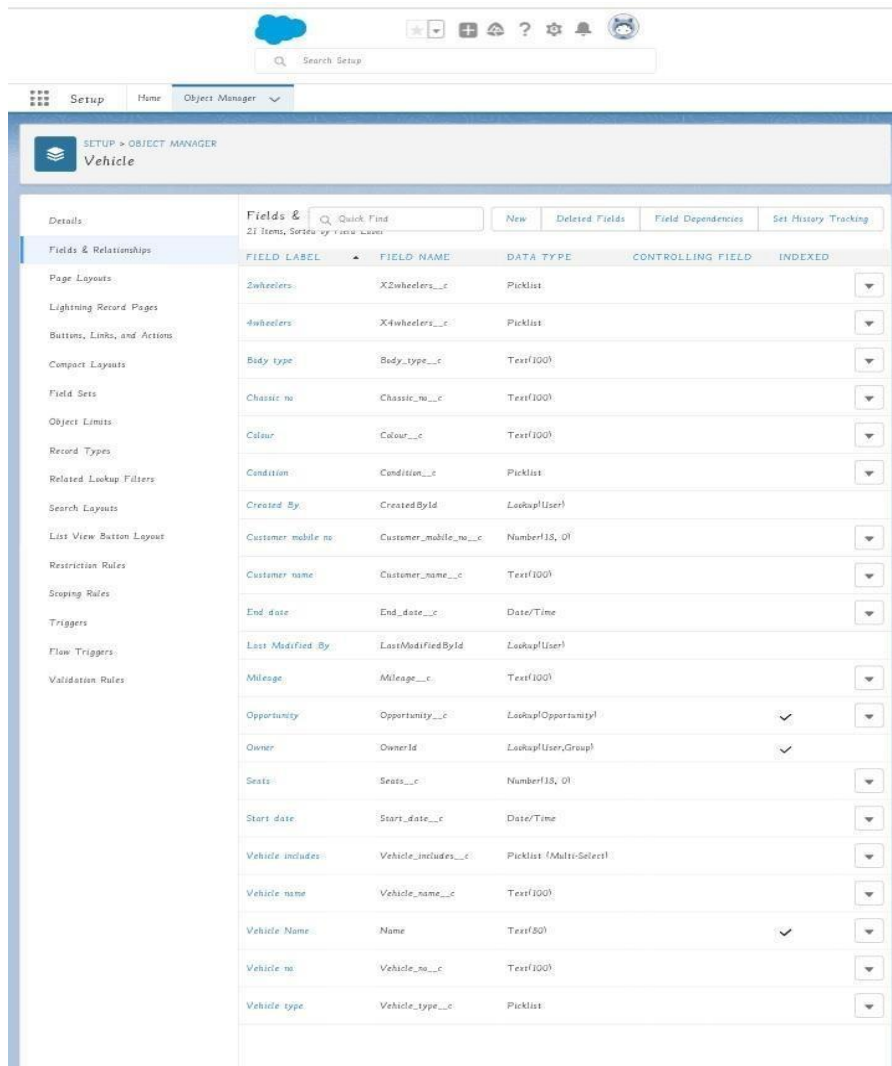 Search Setup
Setup Home Object Manager
SETUP > OBJECT MANAGER
Vehicle
Details
Fields & Relationships
Page Layouts
Lightning Record Pages
Buttons, Links, and Actions
Compact Layouts
Field Sets
Object Limits
Record Types
Related Lookup Filters
Search Layouts
List View Button Layout
Restriction Rules
Scoping Rules
Triggers
Flow Triggers
Validation Rules
Fields & Quick Find New Deleted Fields Field Dependencies Set History Tracking
21 Items, Sorted by Field Label
FIELD LABEL FIELD NAME DATA TYPE CONTROLLING FIELD INDEXED
2wheelers X2wheelers__c Picklist
4wheelers X4wheelers__c Picklist
Body type Body_type__c Text(100)
Chassic no Chassic_no__c Text(100)
Colour Colour__c Text(100)
Condition Condition__c Picklist
Created By CreatedById Lookup(User)
Customer mobile no Customer_mobile_no__c Number(18, 0)
Customer name Customer_name__c Text(100)
End date End_date__c Date/Time
Last Modified By LastModifiedById Lookup(User)
Mileage Mileage__c Text(100)
Opportunity Opportunity__c Lookup(Opportunity)
Owner OwnerId Lookup(User,Group)
Seats Seats__c Number(18, 0)
Start date Start_date__c Date/Time
Vehicle includes Vehicle_includes__c Picklist (Multi-Select)
Vehicle name Vehicle_name__c Text(100)
Vehicle Name Name Text(80)
Vehicle no Vehicle_no__c Text(100)
Vehicle type Vehicle_type__c Picklist